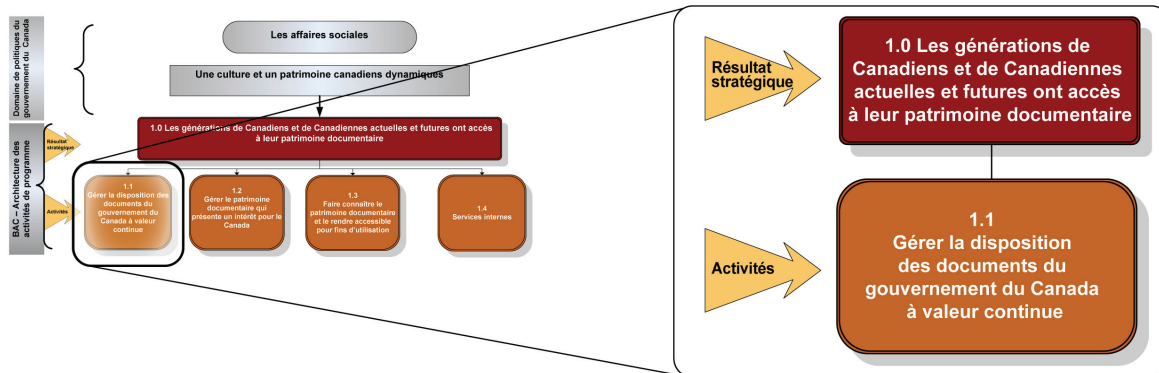 Domaine de politiques du
gouvernement du Canada
Les affaires sociales
Une culture et un patrimoine canadiens dynamiques
BAC – Architecture des
activités de programme
Résultat
stratégique
1.0 Les générations de Canadiens et de Canadiennes actuelles et futures ont accès
à leur patrimoine documentaire
Activités
1.1
Gérer la disposition des
documents du
gouvernement du
Canada à valeur
continue
1.2
Gérer le patrimoine
documentaire qui
présente un intérêt pour le
Canada
1.3
Faire connaître le
patrimoine documentaire
et le rendre accessible
pour fins d'utilisation
1.4
Services internes
Résultat
stratégique
1.0 Les générations de
Canadiens et de Canadiennes
actuelles et futures ont accès
à leur patrimoine documentaire
Activités
1.1
Gérer la disposition
des documents du
gouvernement du Canada
à valeur continue